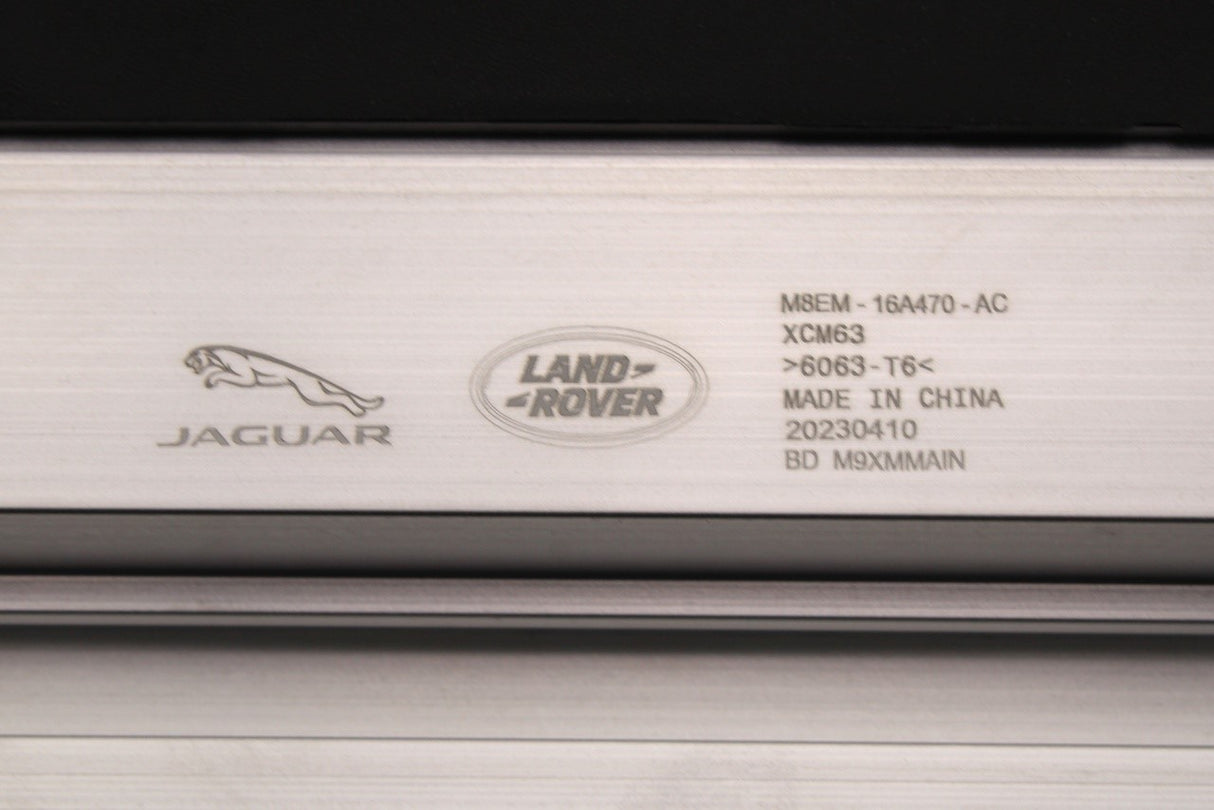 JAGUAR
LAND
ROVER
M8EM-16A470-AC
XCM63
>6063-T6<
MADE IN CHINA
20230410
BD M9XMMAIN